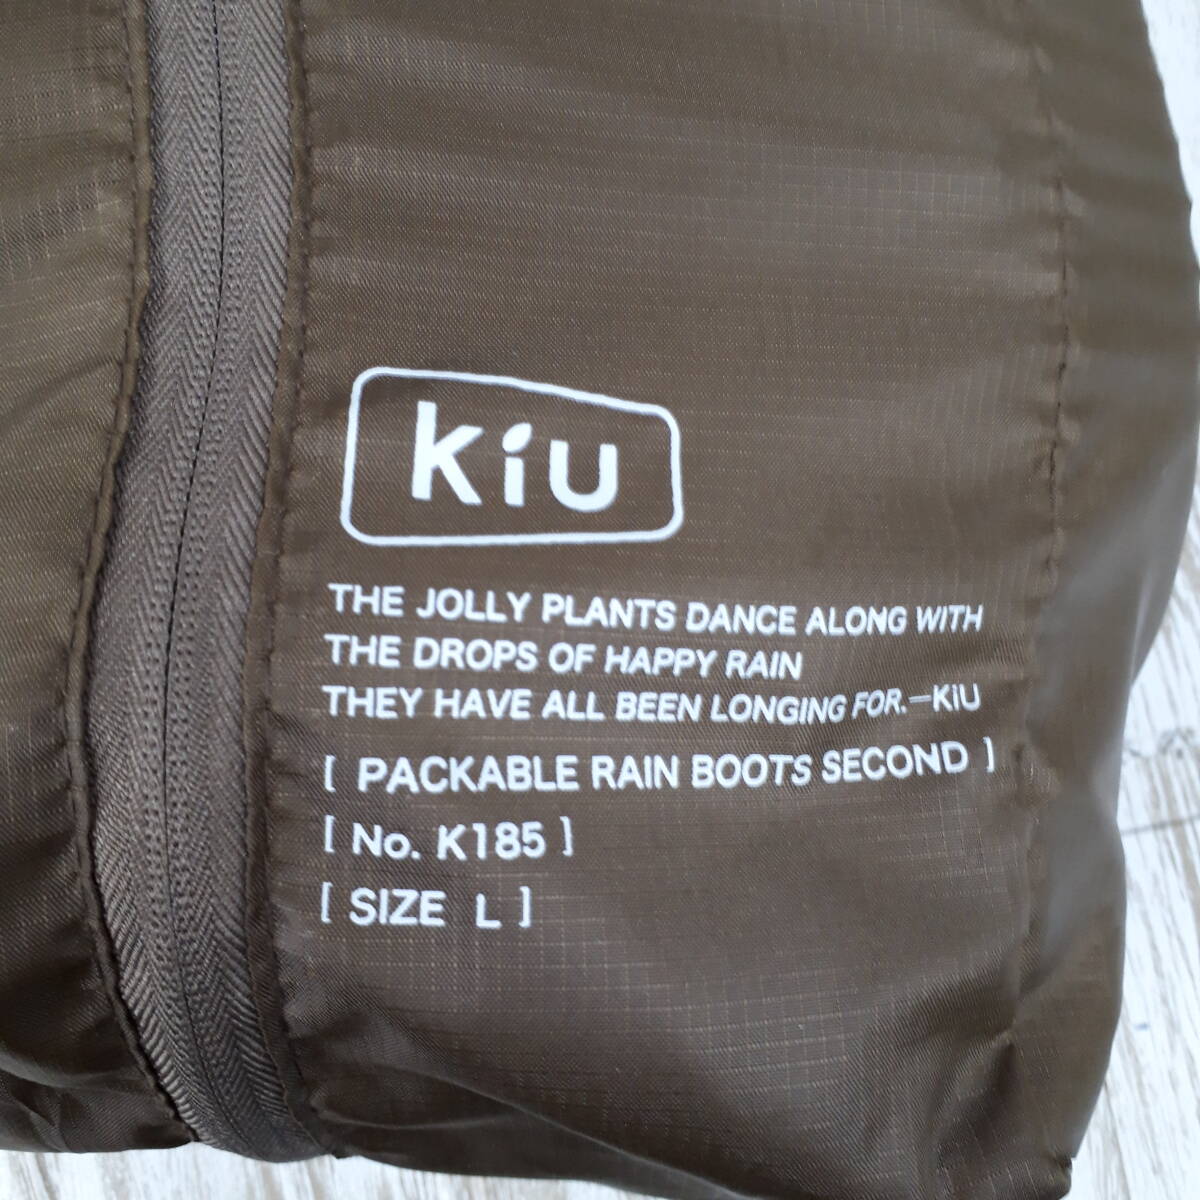 KiU
THE JOLLY PLANTS DANCE ALONG WITH
THE DROPS OF HAPPY RAIN
THEY HAVE ALL BEEN LONGING FOR.—KiU
[ PACKABLE RAIN BOOTS SECOND ]
[ No. K185 ]
[ SIZE L ]